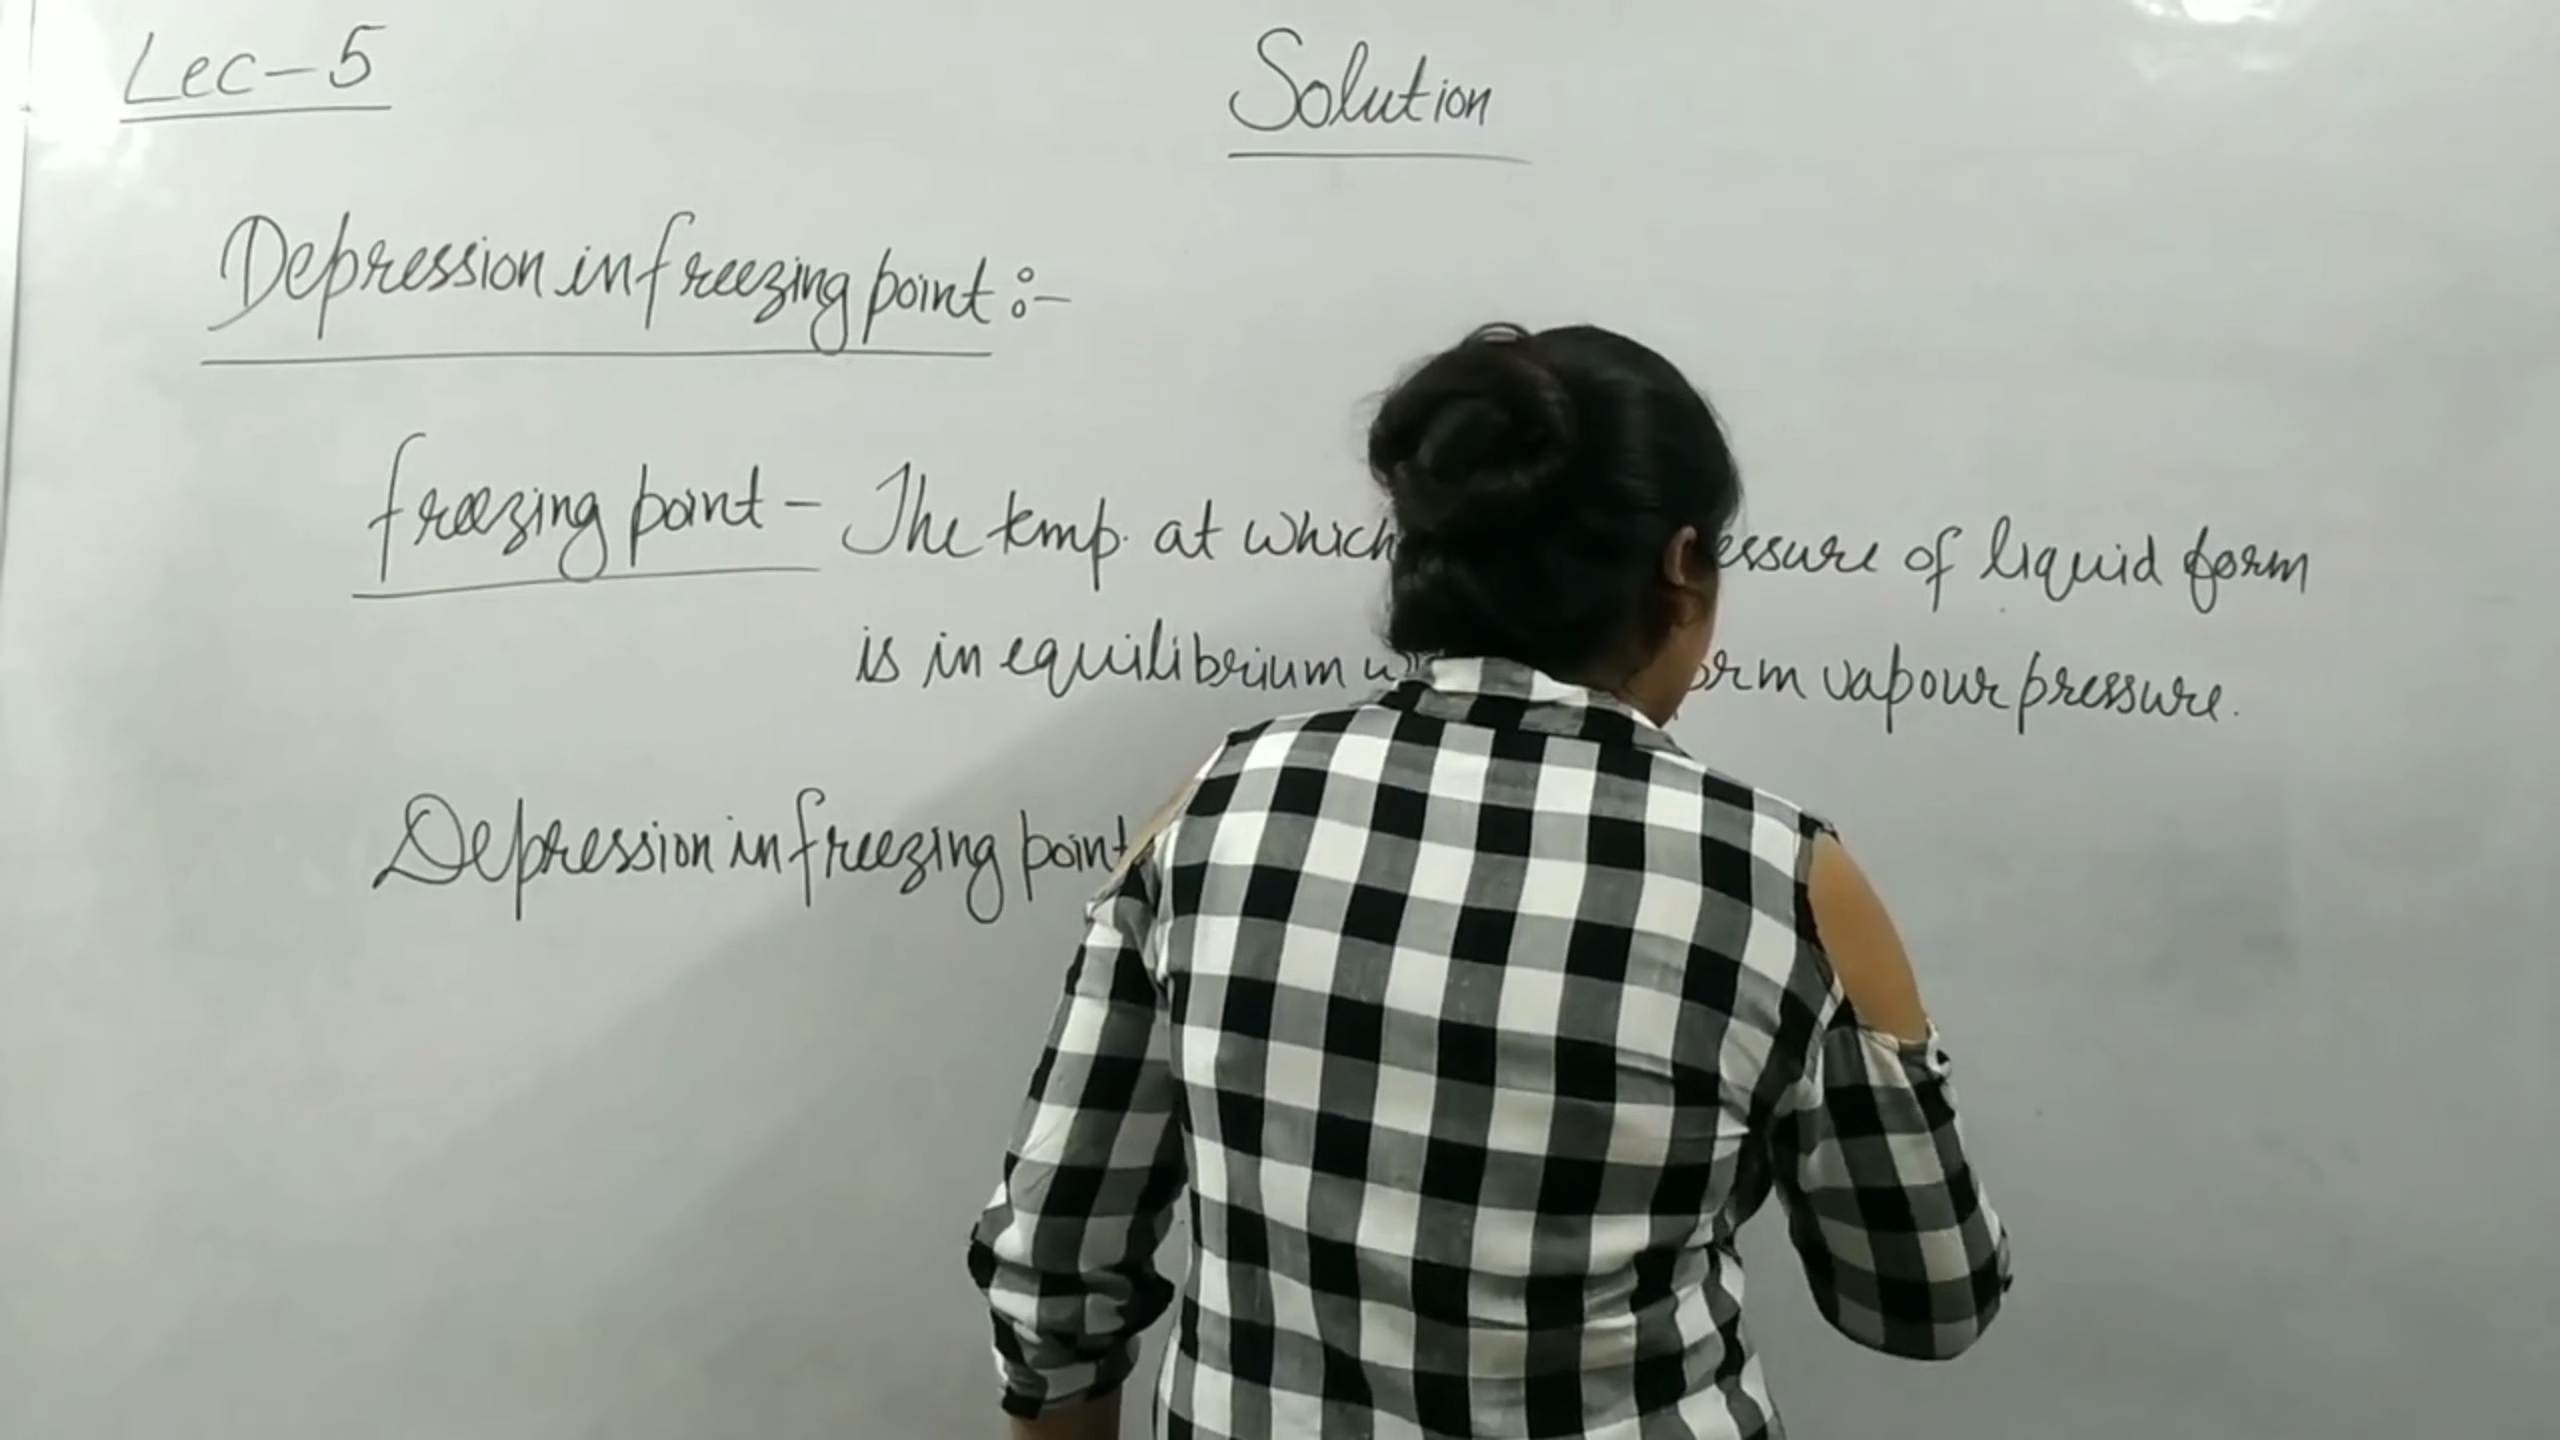 Lec-5
Solution
Depression in freezing point :-
freezing point - The temp. at which essure of liquid form
is in equilibrium orm vapour pressure.
Depression in freezing point